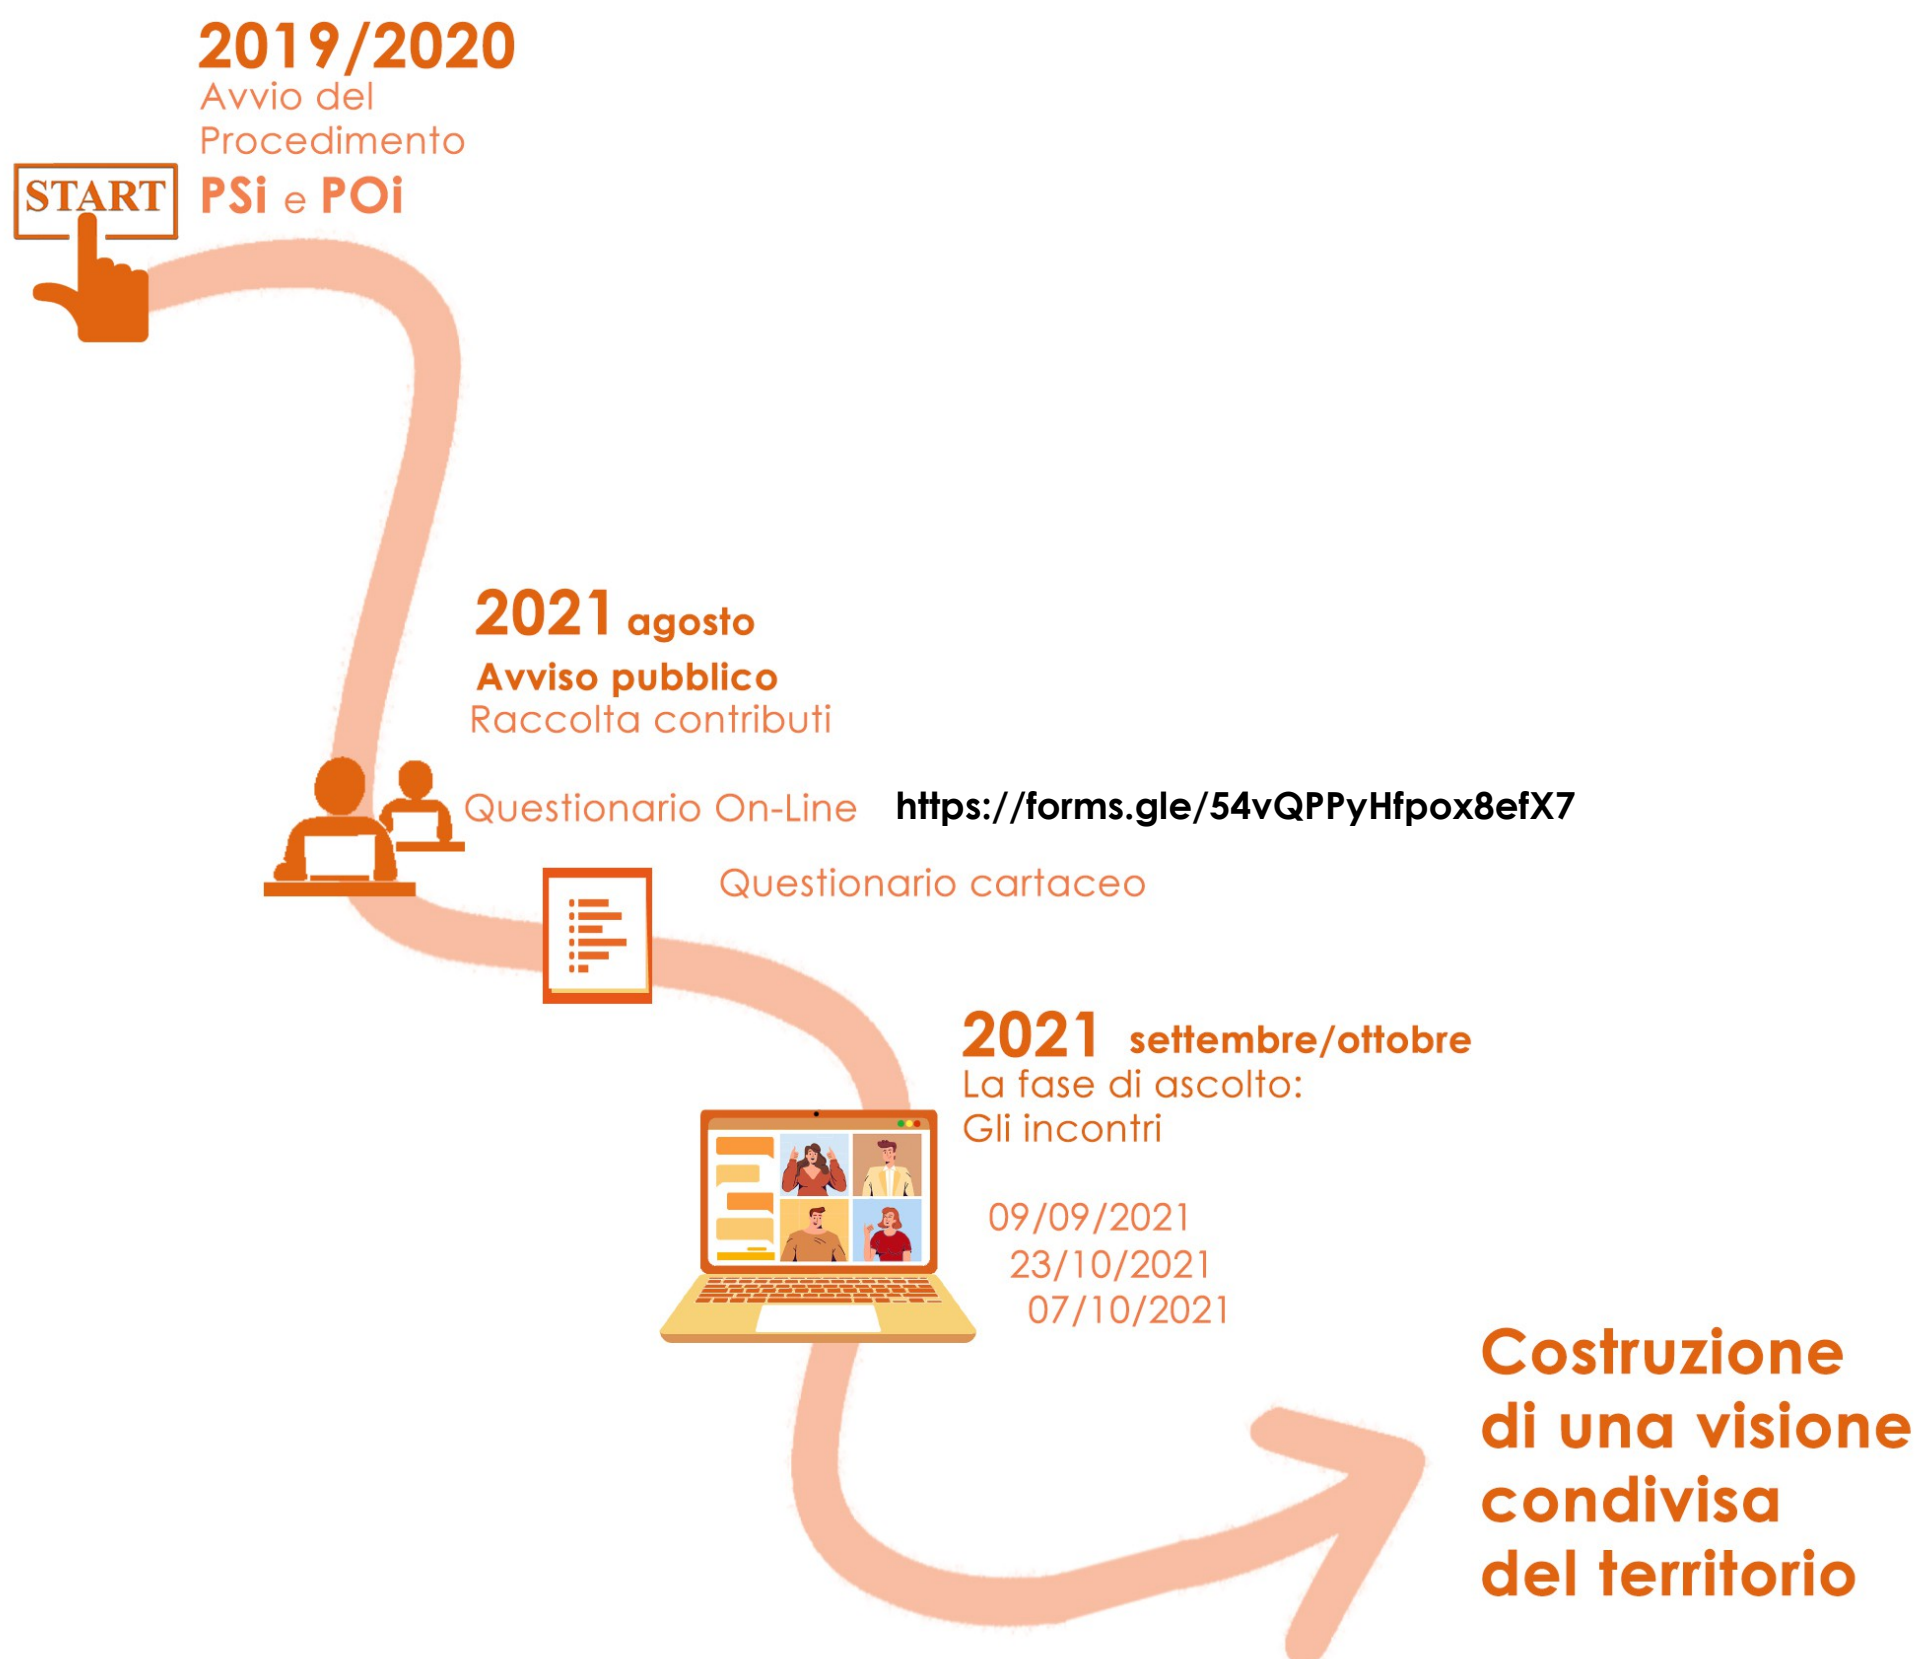 2019/2020
Avvio del
Procedimento
START
PSi e POi
2021 agosto
Avviso pubblico
Raccolta contributi
Questionario On-Line https://forms.gle/54vQPPyHfpox8efX7
Questionario cartaceo
2021 settembre/ottobre
La fase di ascolto:
Gli incontri
09/09/2021
23/10/2021
07/10/2021
Costruzione
di una visione
condivisa
del territorio